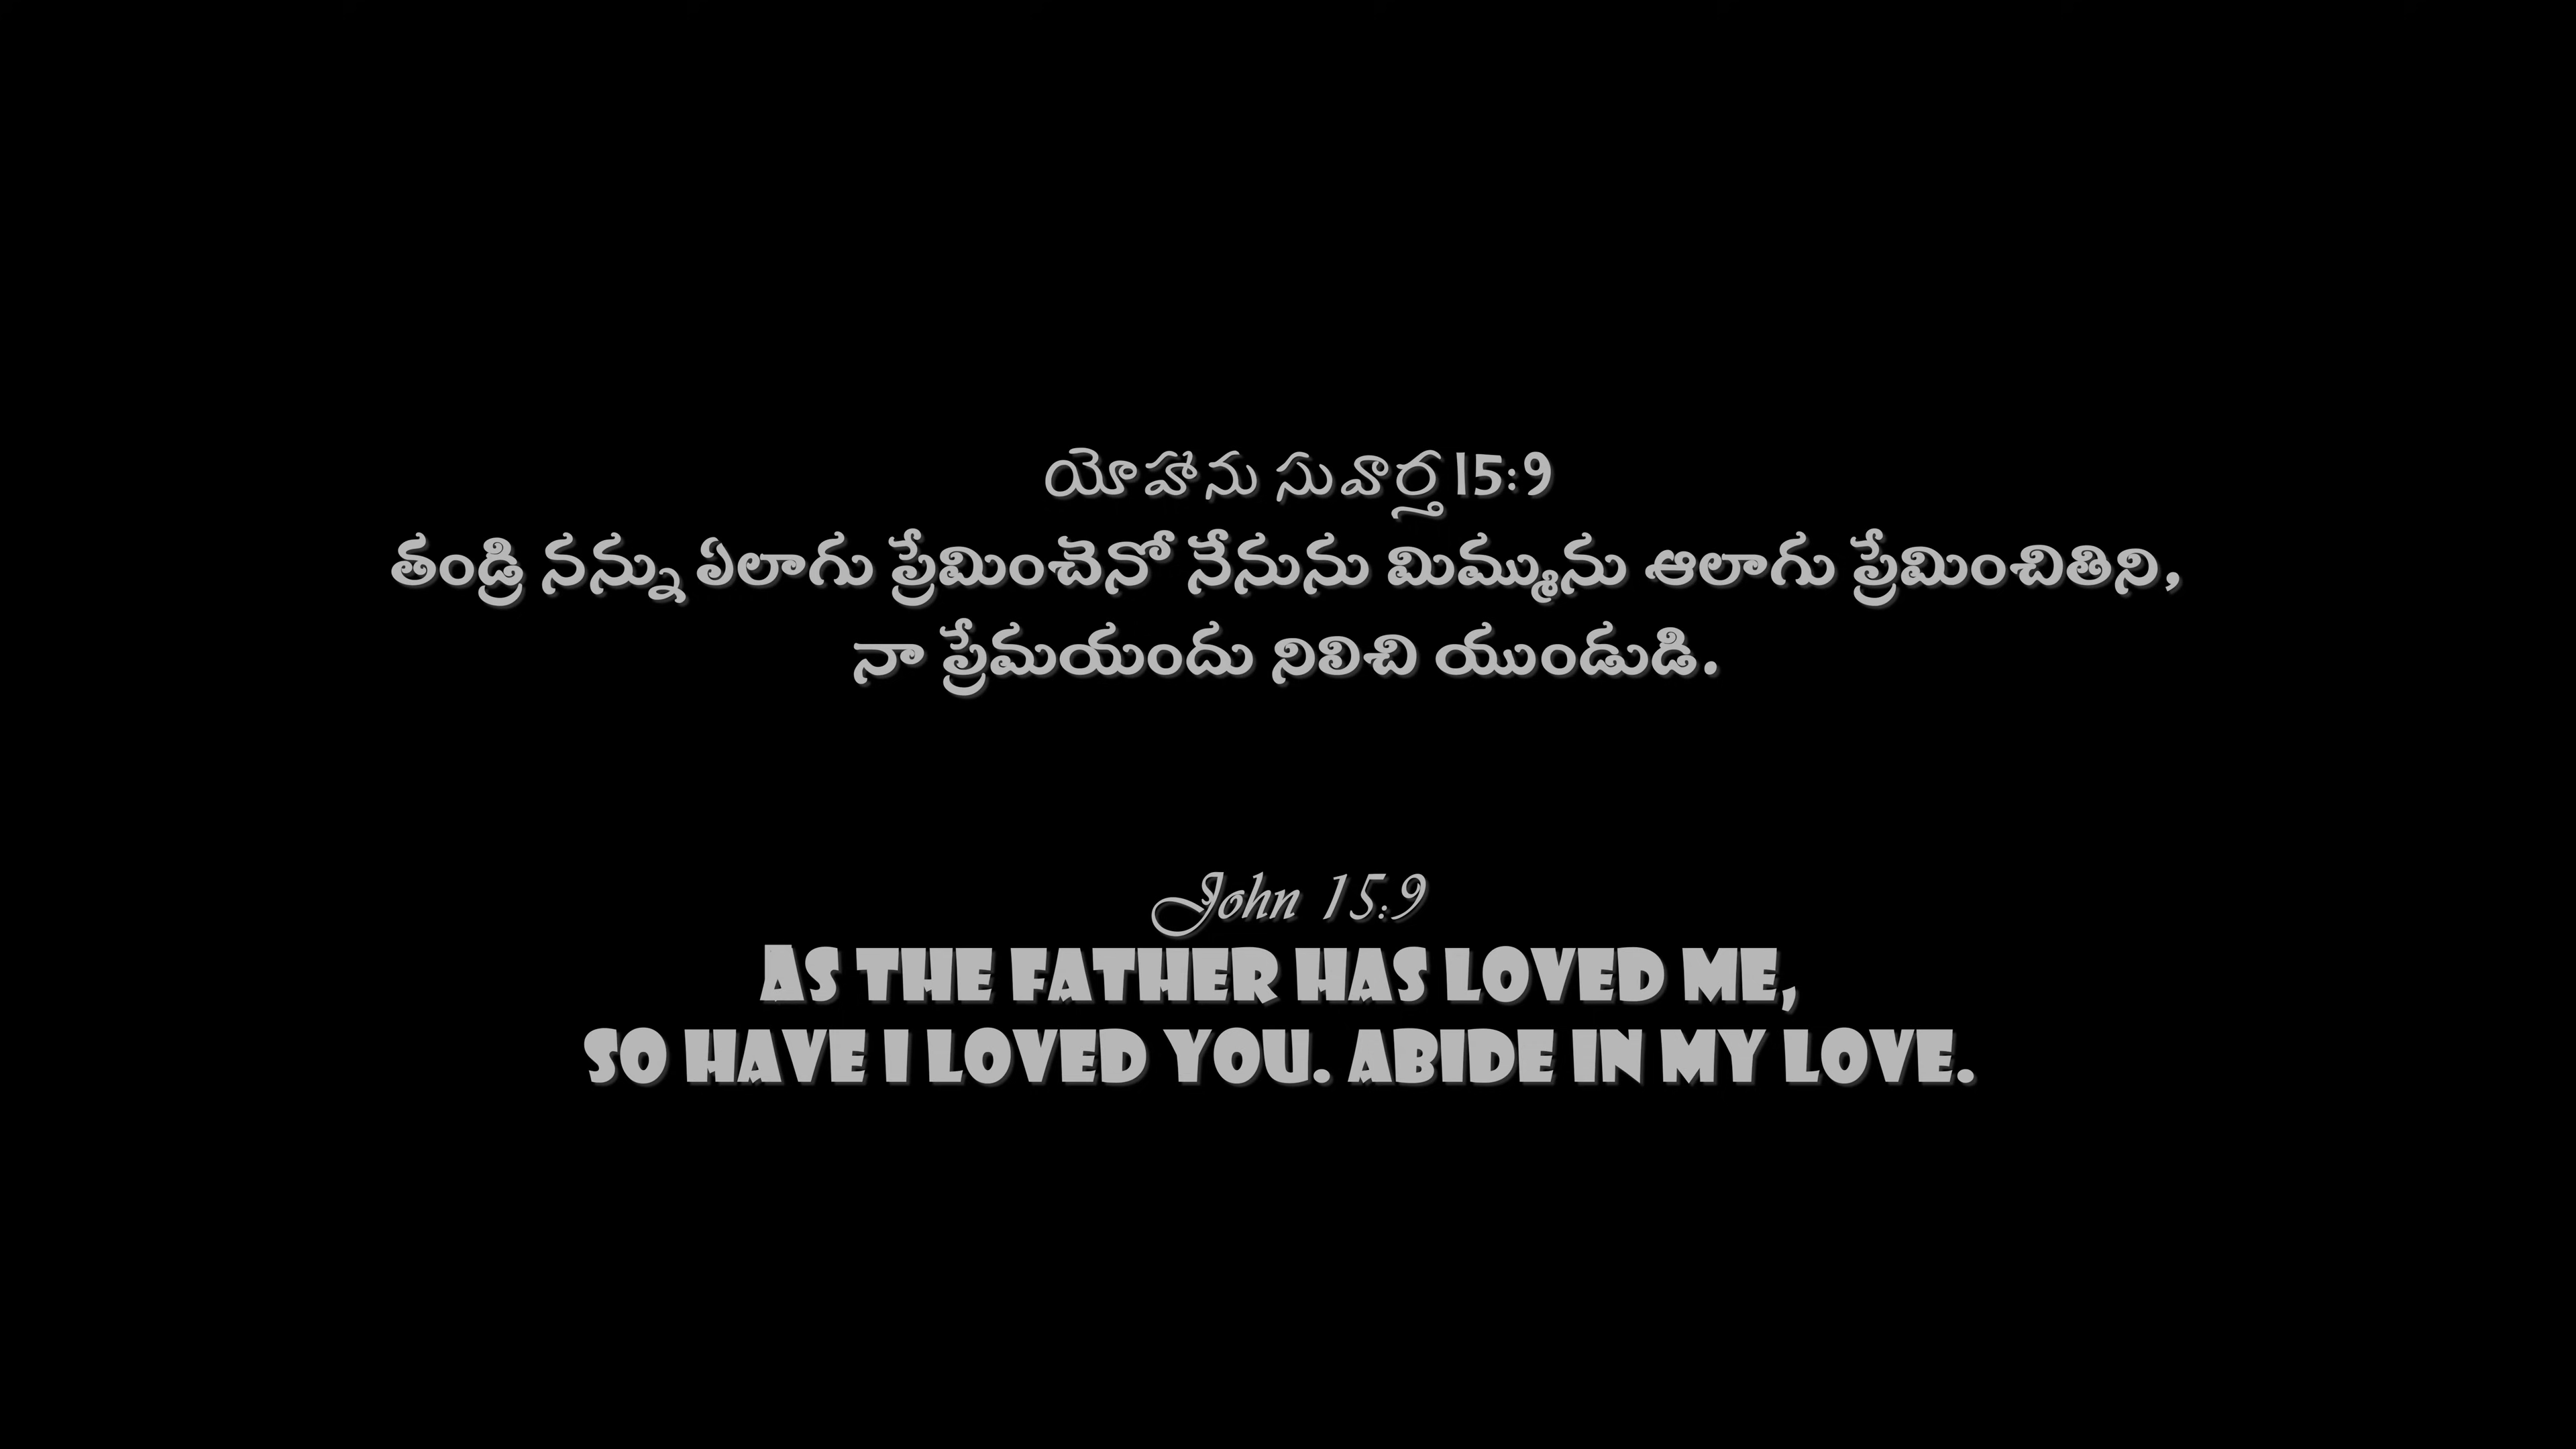 యోహాను సువార్త 15:9
తండ్రి నన్ను ఏలాగు ప్రేమించెనో నేనును మిమ్మును ఆలాగు ప్రేమించితిని,
నా ప్రేమయందు నిలిచి యుండుడి.
John 15:9
As the Father has loved me,
so have I loved you. Abide in my love.